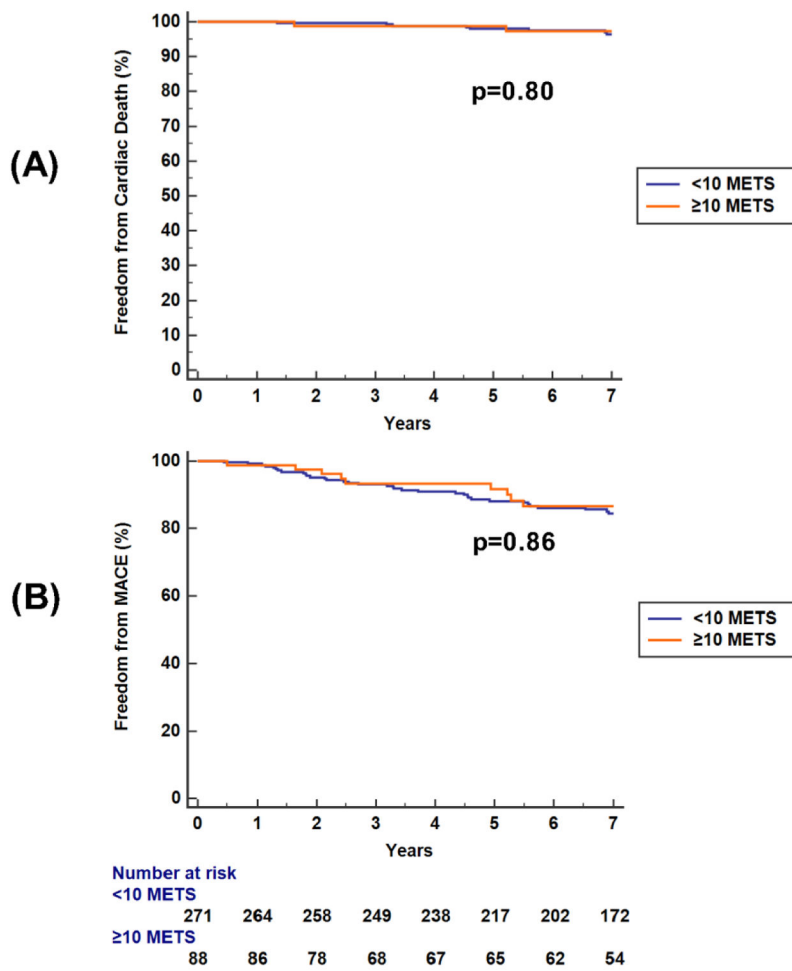 (A)
Freedom from Cardiac Death (%)
100
90
80
70
60
50
40
30
20
10
0
p=0.80
<10 METS
≥10 METS
0 1 2 3 4 5 6 7
Years
(B)
Freedom from MACE (%)
100
80
60
40
20
0
p=0.86
<10 METS
≥10 METS
0 1 2 3 4 5 6 7
Years
Number at risk
<10 METS
271 264 258 249 238 217 202 172
≥10 METS
88 86 78 68 67 65 62 54